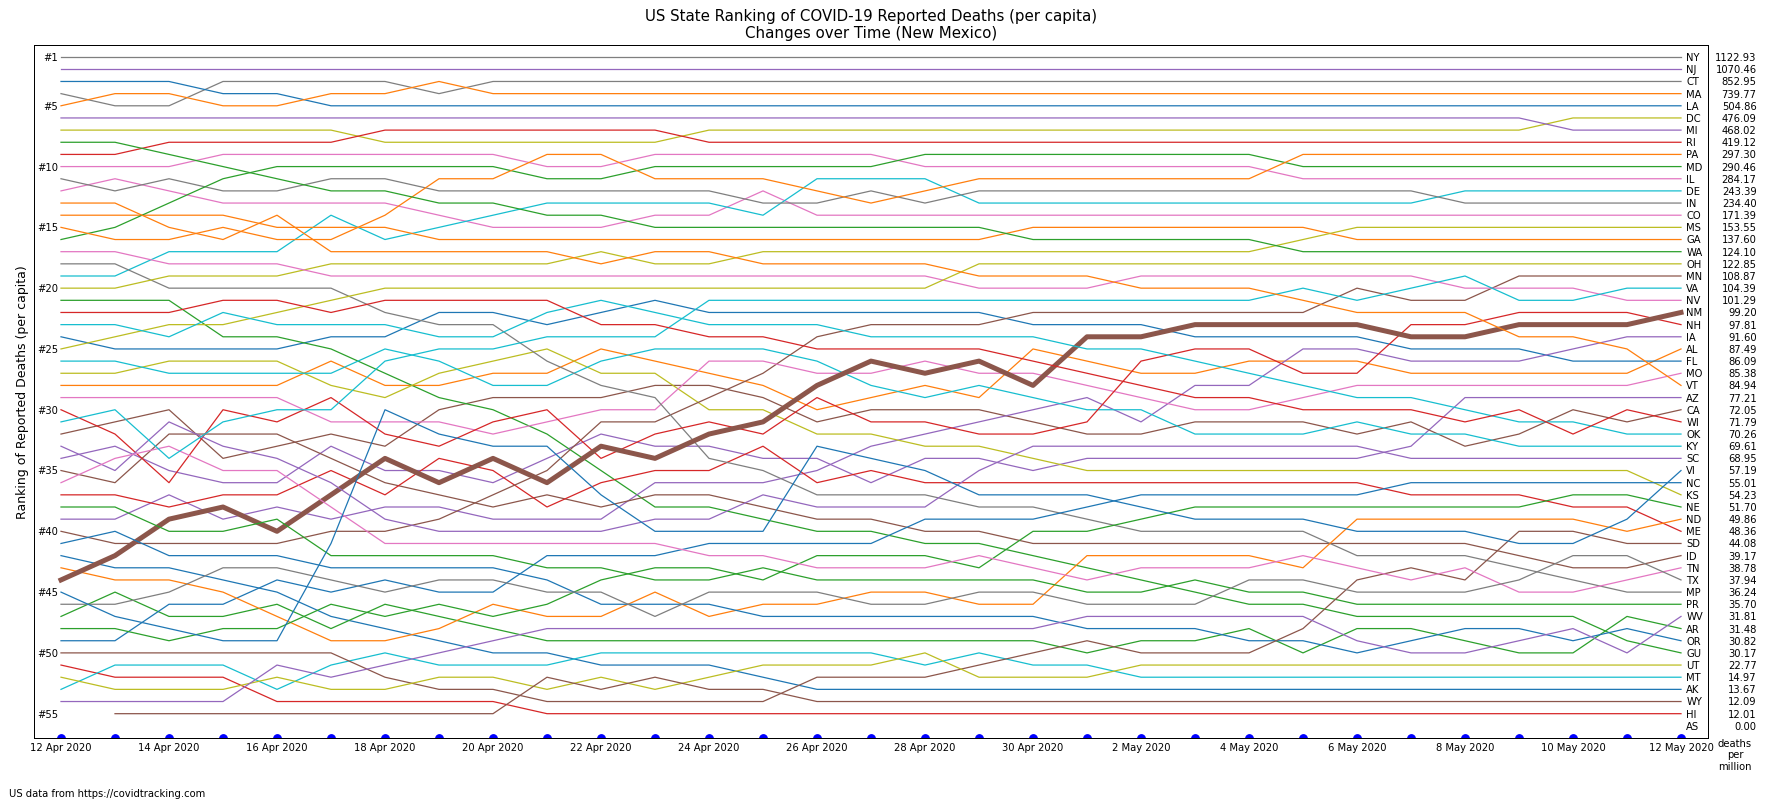 US State Ranking of COVID-19 Reported Deaths (per capita)
Changes over Time (New Mexico)
Ranking of Reported Deaths (per capita)
#1
#5
#10
#15
#20
#25
#30
#35
#40
#45
#50
#55
NY 1122.93
NJ 1070.46
CT 852.95
MA 739.77
LA 504.86
DC 476.09
MI 468.02
RI 419.12
PA 297.30
MD 290.46
IL 284.17
DE 243.39
IN 234.40
CO 171.39
MS 153.55
GA 137.60
WA 124.10
OH 122.85
MN 108.87
VA 104.39
NV 101.29
NM 99.20
NH 97.81
IA 91.60
AL 87.49
FL 86.09
MO 85.38
VT 84.94
AZ 77.21
CA 72.05
WI 71.79
OK 70.26
KY 69.61
SC 68.95
VI 57.19
NC 55.01
KS 54.23
NE 51.70
ND 49.86
ME 48.36
SD 44.08
ID 39.17
TN 38.78
TX 37.94
MP 36.24
PR 35.70
WV 31.81
AR 31.48
OR 30.82
GU 30.17
UT 22.77
MT 14.97
AK 13.67
WY 12.09
HI 12.01
AS 0.00
12 Apr 2020 14 Apr 2020 16 Apr 2020 18 Apr 2020 20 Apr 2020 22 Apr 2020 24 Apr 2020 26 Apr 2020 28 Apr 2020 30 Apr 2020 2 May 2020 4 May 2020 6 May 2020 8 May 2020 10 May 2020 12 May 2020
deaths
per
million
US data from https://covidtracking.com